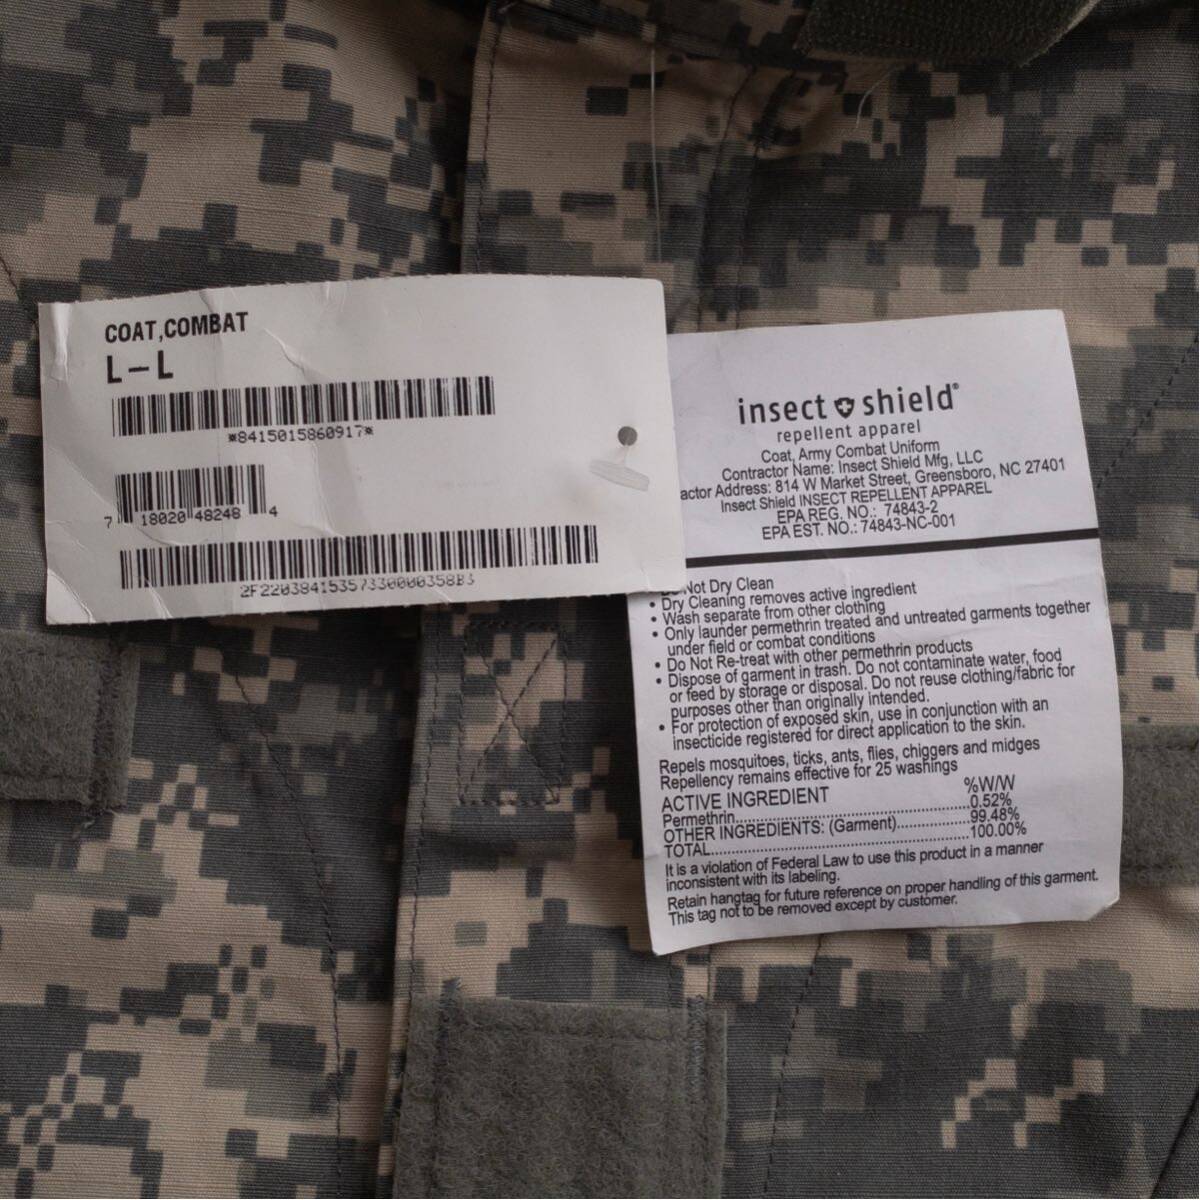 COAT,COMBAT
L-L
*8415015860917*
7 18020 48248 4
2F2203841535733000035883
insect shield®
repellent apparel
Coat, Army Combat Uniform
Contractor Name: Insect Shield Mfg, LLC
actor Address: 814 W Market Street, Greensboro, NC 27401
Insect Shield INSECT REPELLENT APPAREL
EPA REG. NO.: 74843-2
EPA EST. NO.: 74843-NC-001
Not Dry Clean
• Dry Cleaning removes active ingredient
• Wash separate from other clothing
• Only launder permethrin treated and untreated garments together
under field or combat conditions
• Do Not Re-treat with other permethrin products
• Dispose of garment in trash. Do not contaminate water, food
or feed by storage or disposal. Do not reuse clothing/fabric for
purposes other than originally intended.
• For protection of exposed skin, use in conjunction with an
insecticide registered for direct application to the skin.
Repels mosquitoes, ticks, ants, flies, chiggers and midges
Repellency remains effective for 25 washings
ACTIVE INGREDIENT %W/W
Permethrin..........0.52%
OTHER INGREDIENTS: (Garment)..........99.48%
TOTAL..........100.00%
It is a violation of Federal Law to use this product in a manner
inconsistent with its labeling.
Retain hangtag for future reference on proper handling of this garment.
This tag not to be removed except by customer.